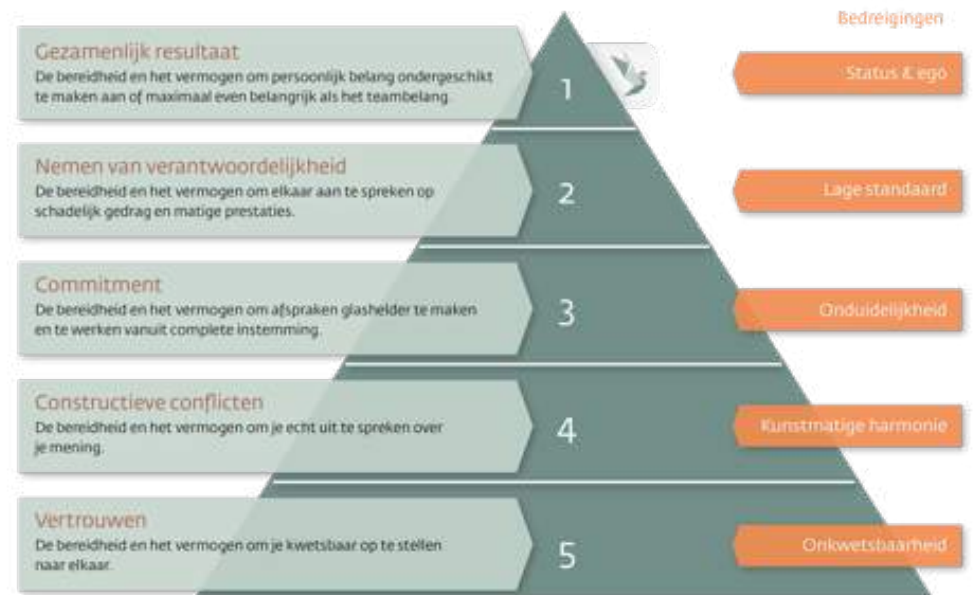 Bedreigingen
Gezamenlijk resultaat
De bereidheid en het vermogen om persoonlijk belang ondergeschikt
te maken aan of maximaal even belangrijk als het teambelang.
1
Status & ego
Nemen van verantwoordelijkheid
De bereidheid en het vermogen om elkaar aan te spreken op
schadelijk gedrag en matige prestaties.
2
Lage standaard
Commitment
De bereidheid en het vermogen om afspraken glashelder te maken
en te werken vanuit complete instemming.
3
Onduidelijkheid
Constructieve conflicten
De bereidheid en het vermogen om je echt uit te spreken over
je mening.
4
Kunstmatige harmonie
Vertrouwen
De bereidheid en het vermogen om je kwetsbaar op te stellen
naar elkaar.
5
Onkwetsbaarheid